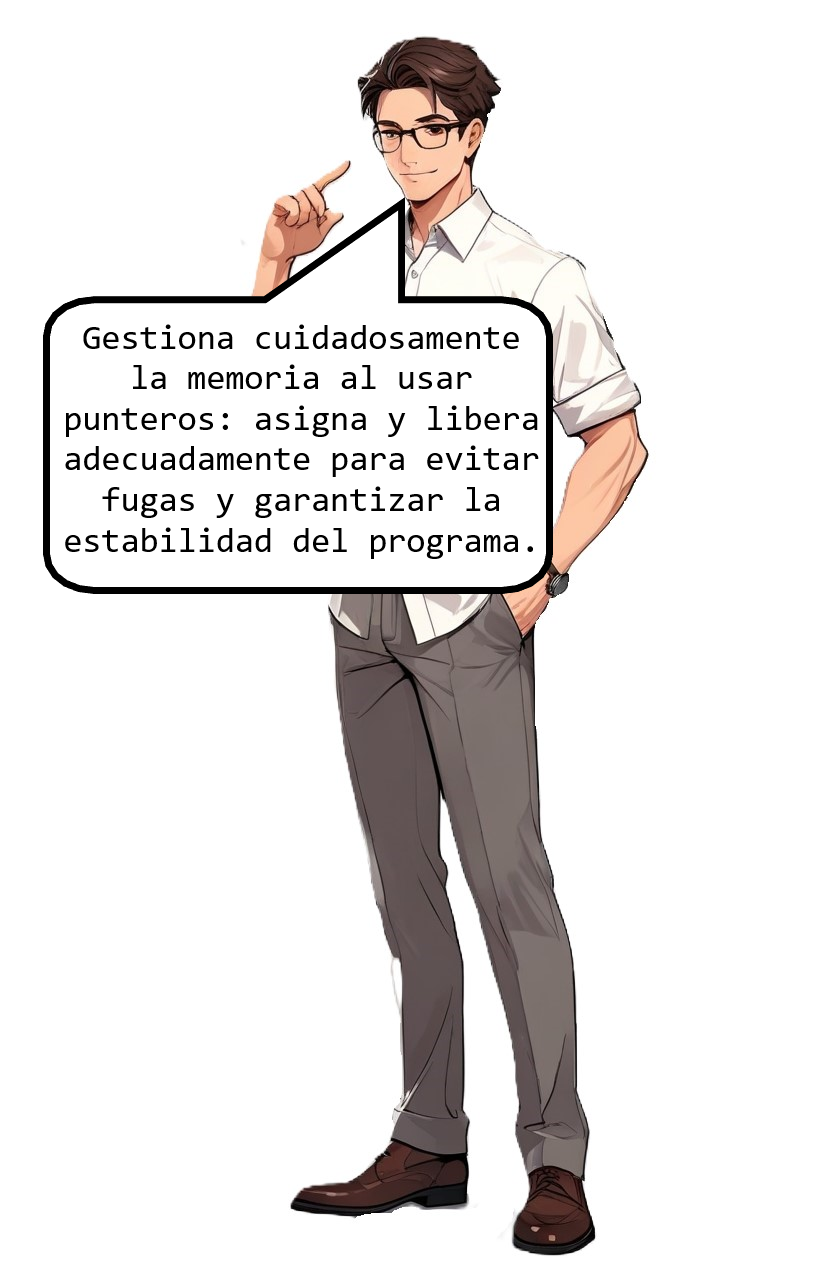 Gestiona cuidadosamente
la memoria al usar
punteros: asigna y libera
adecuadamente para evitar
fugas y garantizar la
estabilidad del programa.